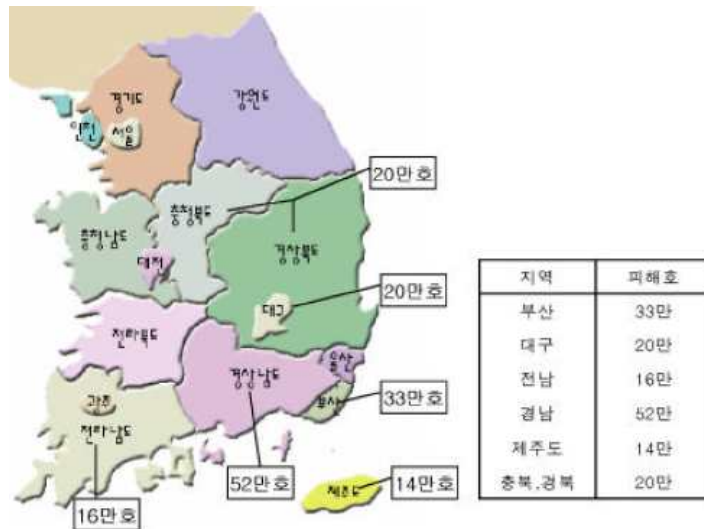 경기도
강원도
인천
서울
20만호
충청북도
충청남도
경상북도
대전
20만호
대구
전라북도
울산
경상남도
부산
33만호
광주
전라남도
52만호
제주도
14만호
16만호
지역 피해호
부산 33만
대구 20만
전남 16만
경남 52만
제주도 14만
충북,경북 20만